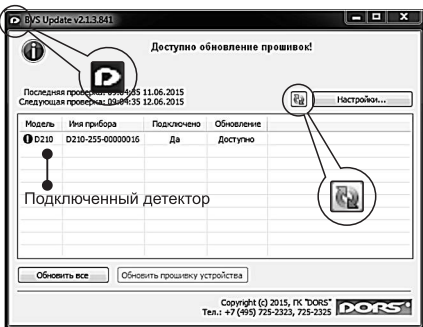 BVS Update v2.1.3.841
Доступно обновление прошивок!
Последняя проверка: 09:04:35 11.06.2015
Следующая проверка: 09:04:35 12.06.2015
Настройки...
Модель Имя прибора Подключено Обновление
D210 D210-255-00000016 Да Доступно
Подключенный детектор
Обновить все Обновить прошивку устройства
Copyright (c) 2015, ГК "DORS"
Тел.: +7 (495) 725-2323, 725-2325
DORS